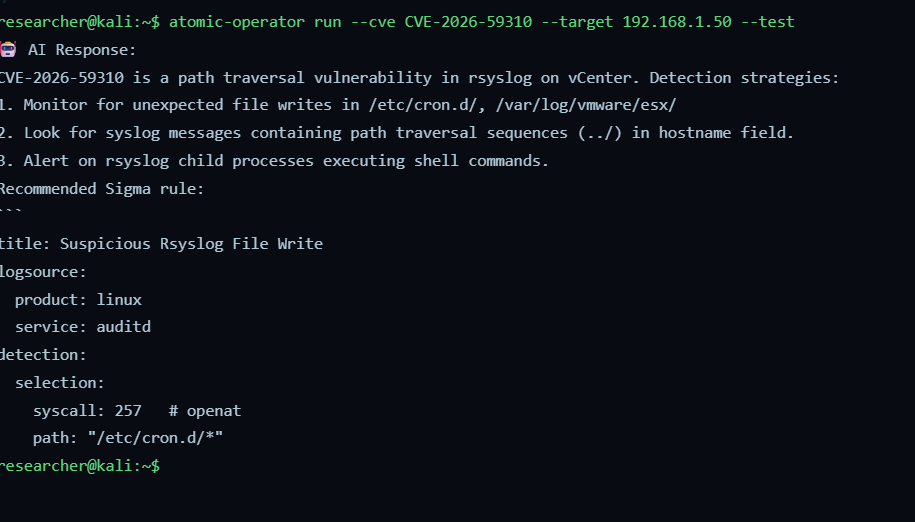 researcher@kali:~$ atomic-operator run --cve CVE-2026-59310 --target 192.168.1.50 --test
🤖 AI Response:
CVE-2026-59310 is a path traversal vulnerability in rsyslog on vCenter. Detection strategies:
1. Monitor for unexpected file writes in /etc/cron.d/, /var/log/vmware/esx/
2. Look for syslog messages containing path traversal sequences (../) in hostname field.
3. Alert on rsyslog child processes executing shell commands.
Recommended Sigma rule:
```
title: Suspicious Rsyslog File Write
logsource:
  product: linux
  service: auditd
detection:
  selection:
    syscall: 257   # openat
    path: "/etc/cron.d/*"
researcher@kali:~$